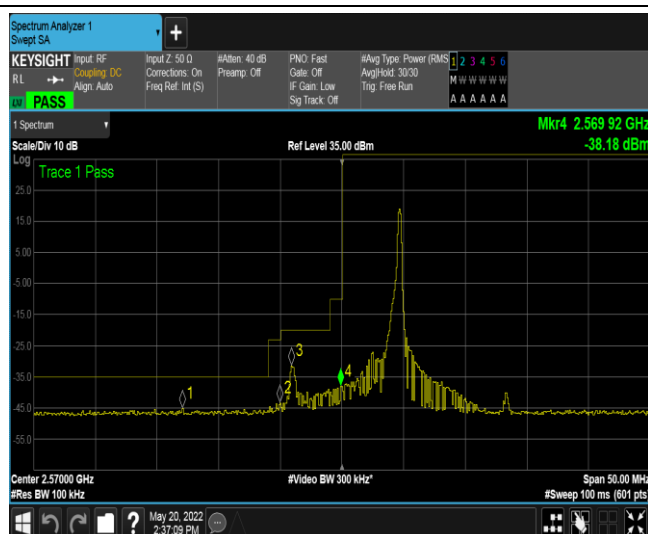 Spectrum Analyzer 1
Swept SA
+
KEYSIGHT
RL
LXI PASS
Input: RF
Coupling: DC
Align: Auto
Input Z: 50 Ω
Corrections: On
Freq Ref: Int (S)
#Atten: 40 dB
Preamp: Off
PNO: Fast
Gate: Off
IF Gain: Low
Sig Track: Off
#Avg Type: Power (RMS
Avg|Hold: 30/30
Trig: Free Run
1 2 3 4 5 6
M W W W W W
A A A A A A
1 Spectrum
Mkr4 2.569 92 GHz
Scale/Div 10 dB
Ref Level 35.00 dBm
-38.18 dBm
Log
Trace 1 Pass
25.0
15.0
5.00
-5.00
-15.0
-25.0
-35.0
-45.0
-55.0
1
2
3
4
Center 2.57000 GHz
#Video BW 300 kHz*
Span 50.00 MHz
#Res BW 100 kHz
#Sweep 100 ms (601 pts)
?
May 20, 2022
2:37:09 PM